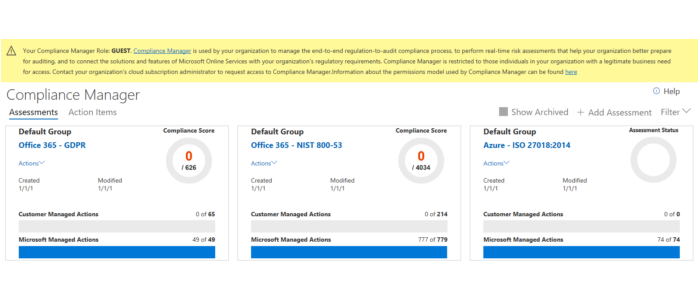 Your Compliance Manager Role: GUEST. Compliance Manager is used by your organization to manage the end-to-end regulation-to-audit compliance process, to perform real-time risk assessments that help your organization better prepare
for auditing, and to connect the solutions and features of Microsoft Online Services with your organization's regulatory requirements. Compliance Manager is restricted to those individuals in your organization with a legitimate business need
for access. Contact your organization's cloud subscription administrator to request access to Compliance Manager.Information about the permissions model used by Compliance Manager can be found here
Help
Compliance Manager
Assessments Action Items
Show Archived + Add Assessment Filter
Default Group Compliance Score
Office 365 - GDPR
Actions
0
/ 626
Created Modified
1/1/1 1/1/1
Customer Managed Actions 0 of 65
Microsoft Managed Actions 49 of 49
Default Group Compliance Score
Office 365 - NIST 800-53
Actions
0
/ 4034
Created Modified
1/1/1 1/1/1
Customer Managed Actions 0 of 214
Microsoft Managed Actions 777 of 779
Default Group Assessment Status
Azure - ISO 27018:2014
Actions
Created Modified
1/1/1 1/1/1
Customer Managed Actions 0 of 0
Microsoft Managed Actions 74 of 74